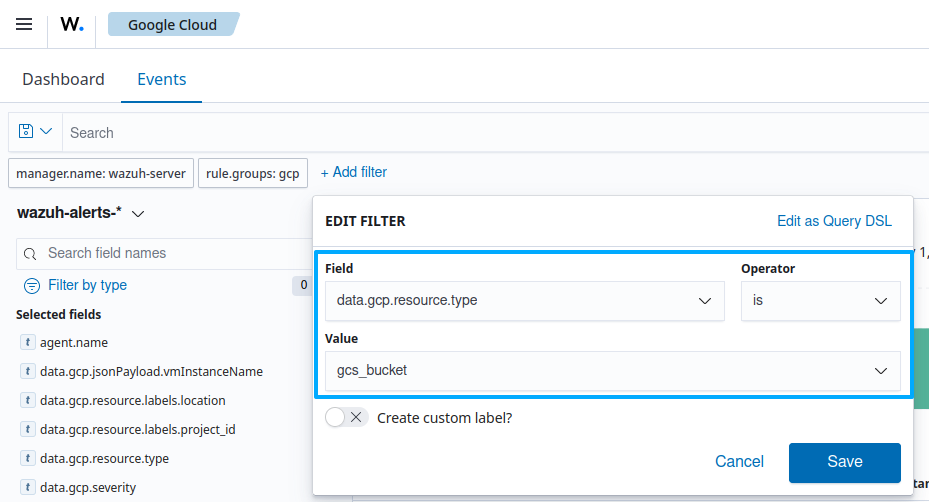 W.
Google Cloud
Dashboard
Events
Search
manager.name: wazuh-server
rule.groups: gcp
+ Add filter
wazuh-alerts-*
Search field names
Filter by type
0
Selected fields
t agent.name
t data.gcp.jsonPayload.vmInstanceName
t data.gcp.resource.labels.location
t data.gcp.resource.labels.project_id
t data.gcp.resource.type
t data.gcp.severity
EDIT FILTER
Edit as Query DSL
Field
Operator
data.gcp.resource.type
is
Value
gcs_bucket
Create custom label?
Cancel
Save